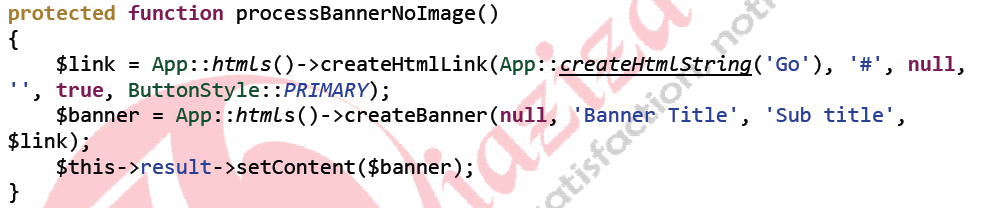 protected function processBannerNoImage()
{
    $link = App::htmls()->createHtmlLink(App::createHtmlString('Go'), '#', null,
'', true, ButtonStyle::PRIMARY);
    $banner = App::htmls()->createBanner(null, 'Banner Title', 'Sub title',
$link);
    $this->result->setContent($banner);
}